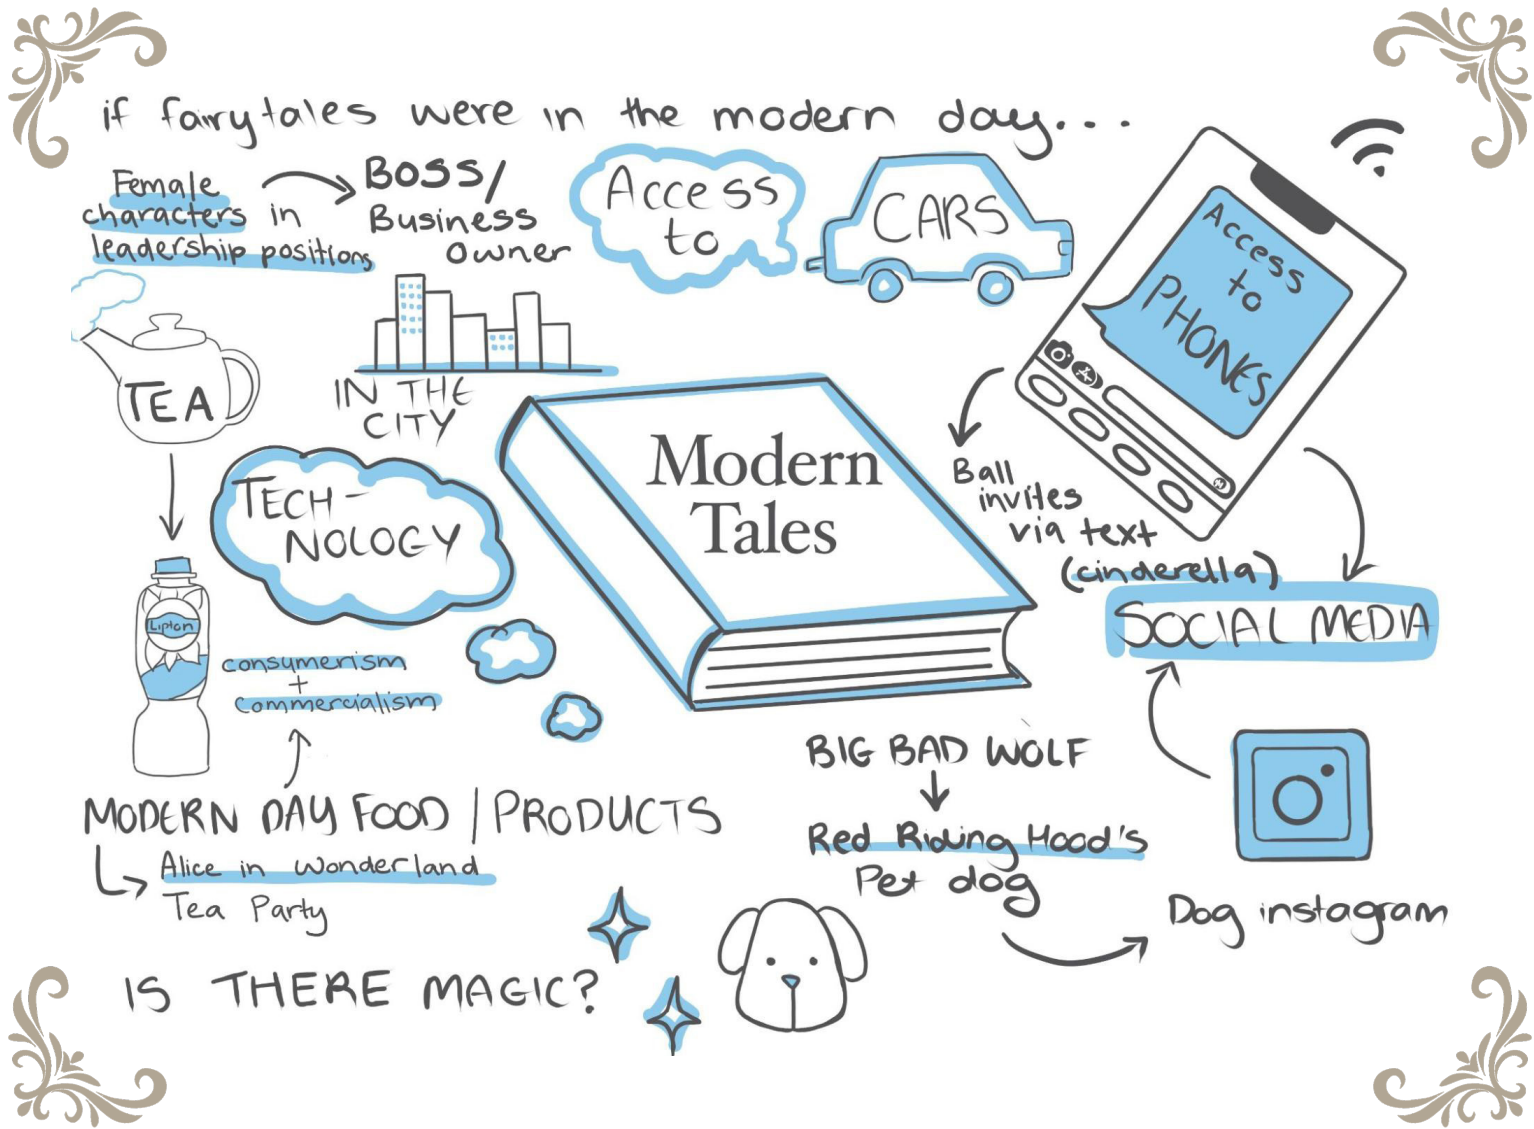 if fairytales were in the modern day...
Female
characters in
leadership positions
BOSS/
Business
Owner
Access
to
CARS
Access
to
PHONES
TEA
IN THE
CITY
TECH-
NOLOGY
Modern
Tales
Ball
invites
via text
(cinderella)
SOCIAL MEDIA
Lipton
consumerism
+
commercialism
MODERN DAY FOOD / PRODUCTS
Alice in Wonderland
Tea Party
BIG BAD WOLF
Red Riding Hood's
Pet dog
Dog instagram
IS THERE MAGIC?